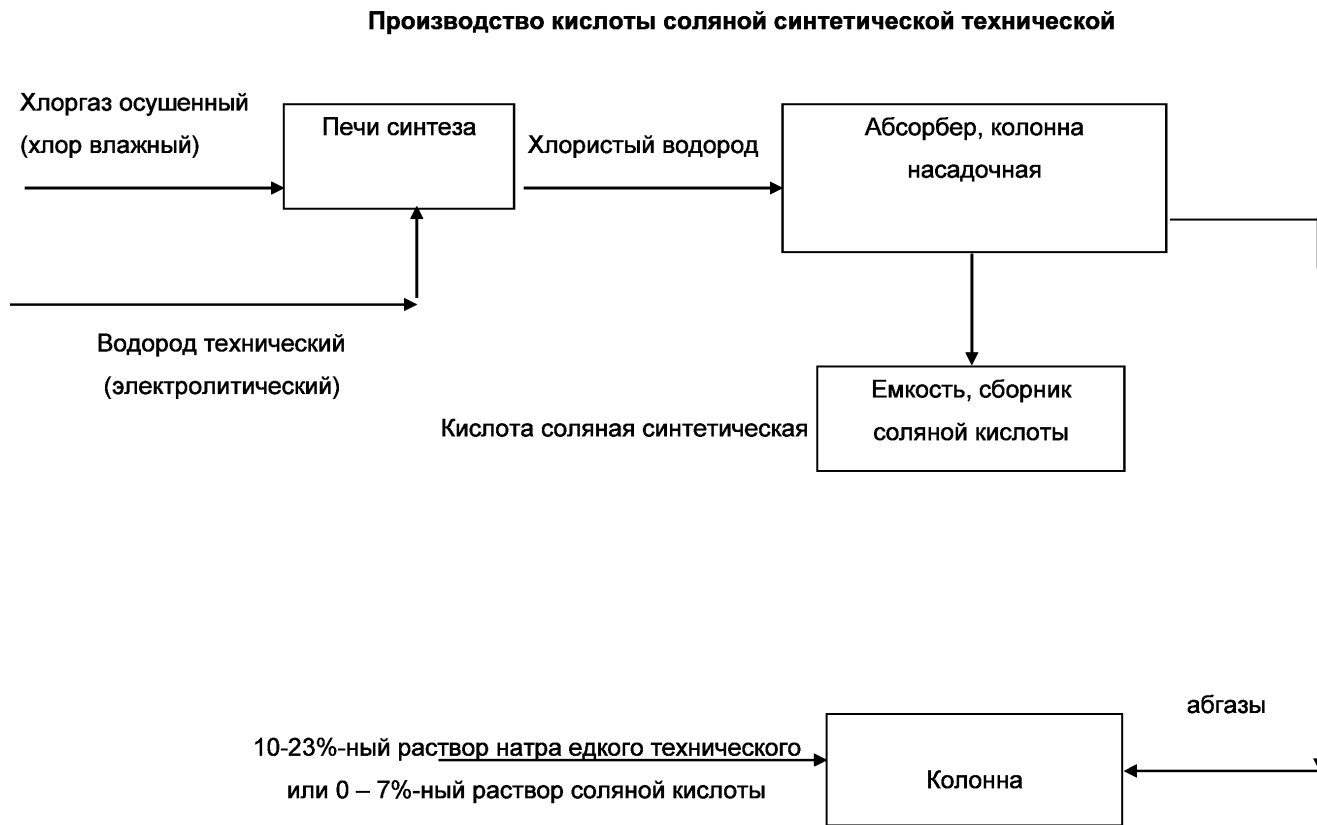 Производство кислоты соляной синтетической технической
Хлоргаз осушенный
(хлор влажный)
Печи синтеза
Хлористый водород
Абсорбер, колонна
насадочная
Водород технический
(электролитический)
Емкость, сборник
соляной кислоты
Кислота соляная синтетическая
абгазы
10-23%-ный раствор натра едкого технического
или 0 – 7%-ный раствор соляной кислоты
Колонна